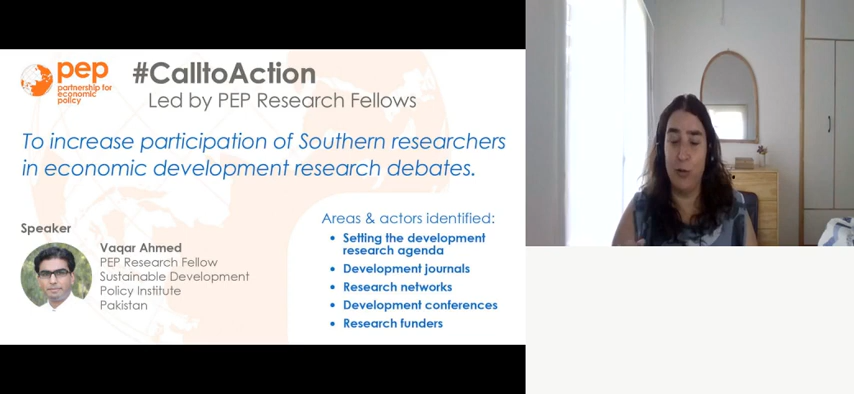 pep
partnership for
economic
policy
#CalltoAction
Led by PEP Research Fellows
To increase participation of Southern researchers
in economic development research debates.
Speaker
Vaqar Ahmed
PEP Research Fellow
Sustainable Development
Policy Institute
Pakistan
Areas & actors identified:
• Setting the development
research agenda
• Development journals
• Research networks
• Development conferences
• Research funders